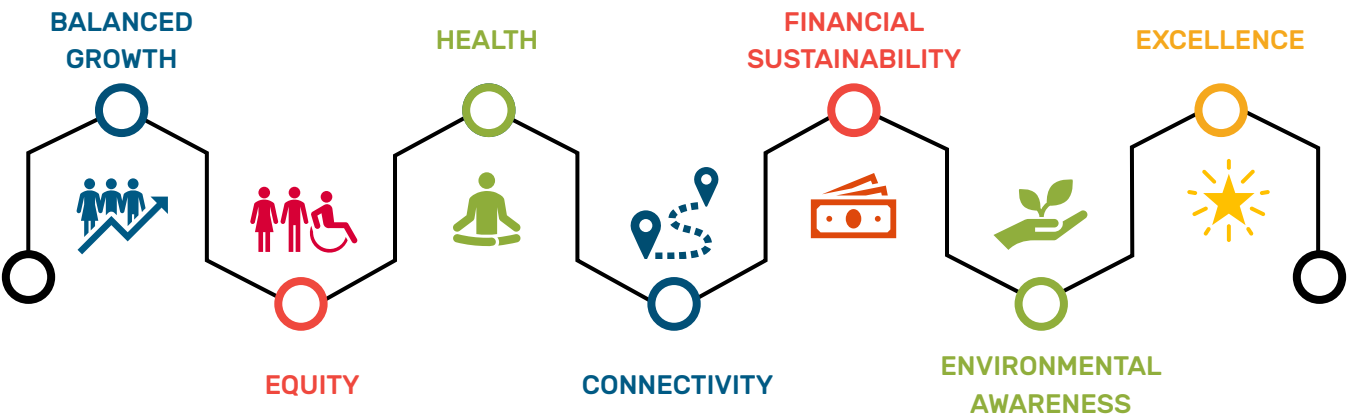 BALANCED
GROWTH
HEALTH
FINANCIAL
SUSTAINABILITY
EXCELLENCE
EQUITY
CONNECTIVITY
ENVIRONMENTAL
AWARENESS